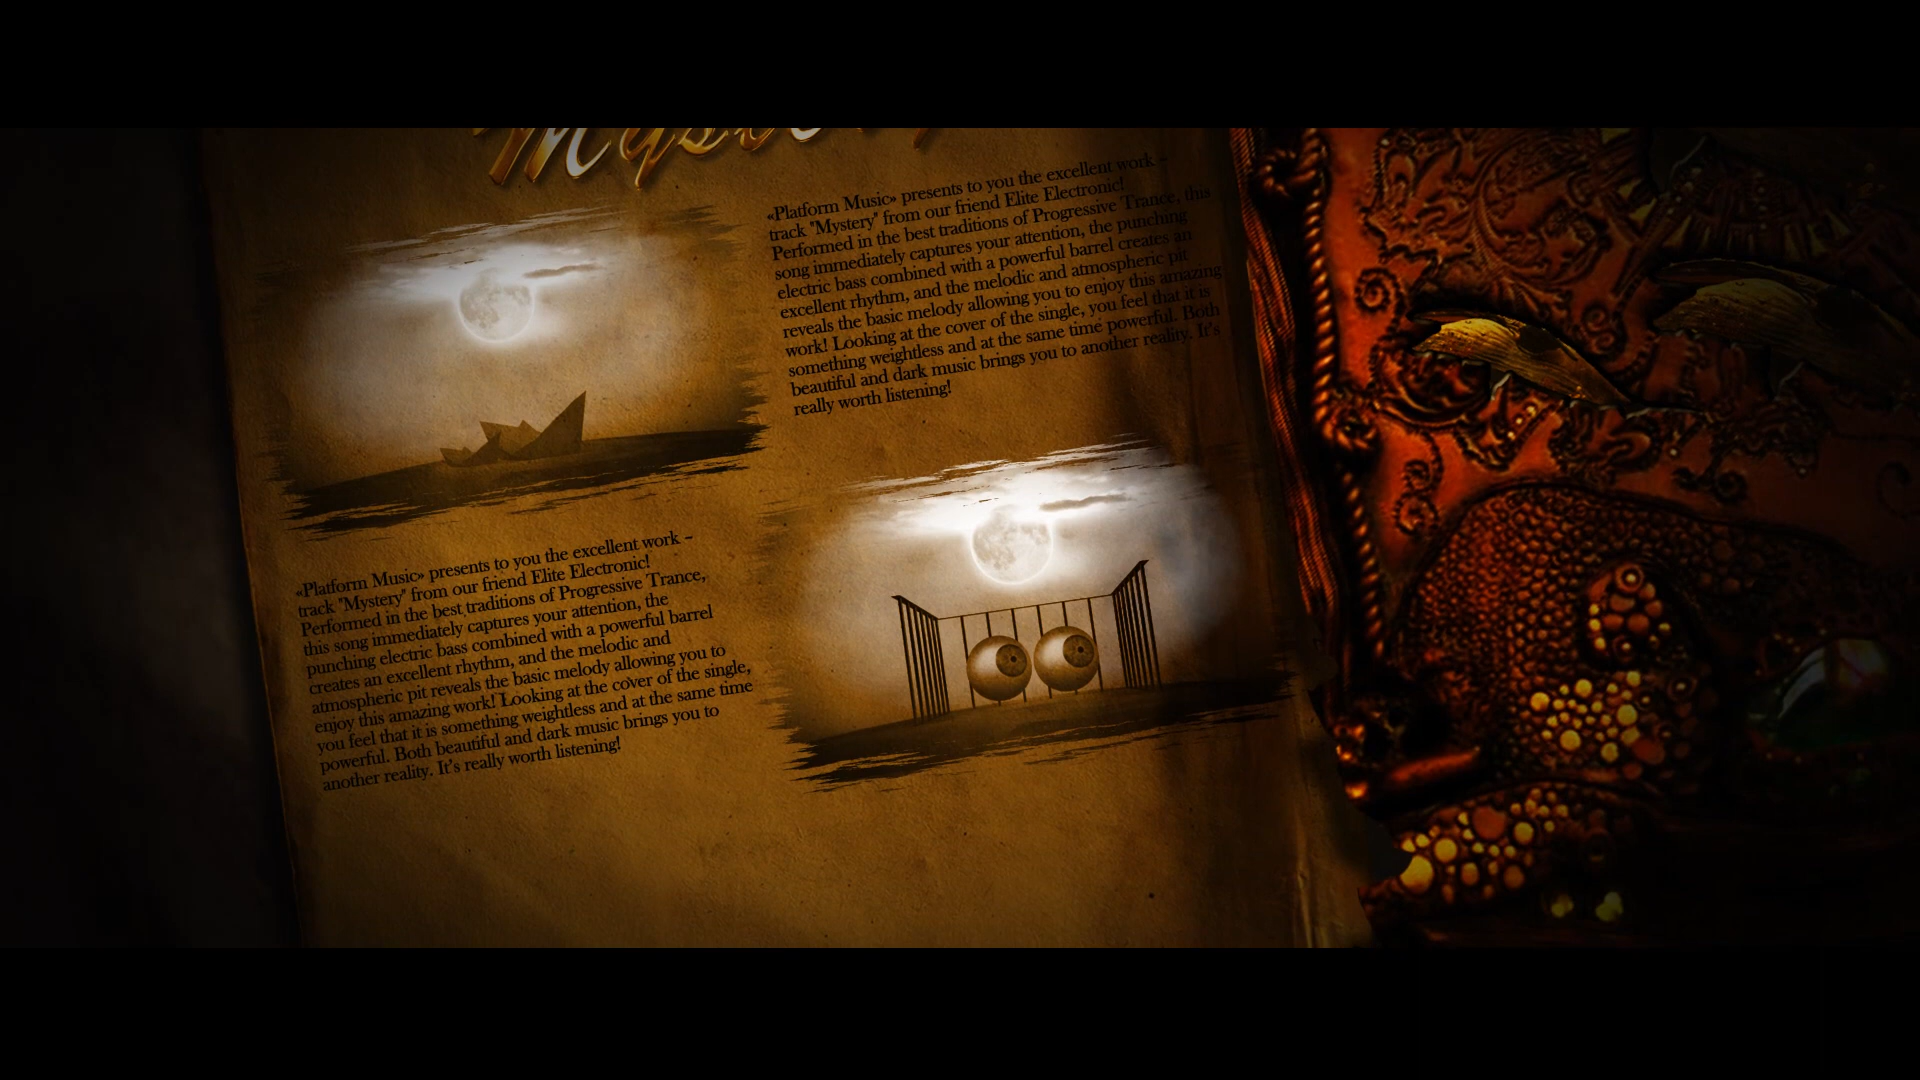 Mystery
«Platform Music» presents to you the excellent work –
track "Mystery" from our friend Elite Electronic!
Performed in the best traditions of Progressive Trance, this
song immediately captures your attention, the punching
electric bass combined with a powerful barrel creates an
excellent rhythm, and the melodic and atmospheric pit
reveals the basic melody allowing you to enjoy this amazing
work! Looking at the cover of the single, you feel that it is
something weightless and at the same time powerful. Both
beautiful and dark music brings you to another reality. It's
really worth listening!
«Platform Music» presents to you the excellent work –
track "Mystery" from our friend Elite Electronic!
Performed in the best traditions of Progressive Trance,
this song immediately captures your attention, the
punching electric bass combined with a powerful barrel
creates an excellent rhythm, and the melodic and
atmospheric pit reveals the basic melody allowing you to
enjoy this amazing work! Looking at the cover of the single,
you feel that it is something weightless and at the same time
powerful. Both beautiful and dark music brings you to
another reality. It's really worth listening!